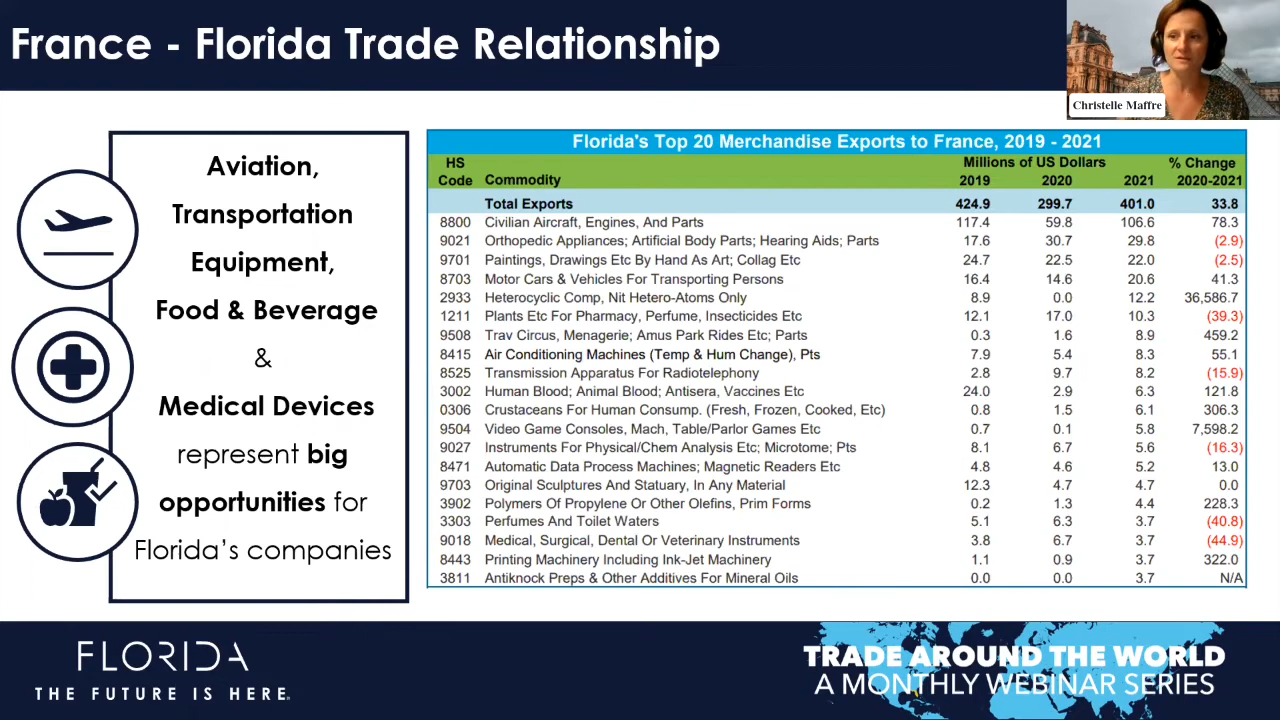 France - Florida Trade Relationship
Christelle Maffre
Aviation,
Transportation
Equipment,
Food & Beverage
&
Medical Devices
represent big
opportunities for
Florida's companies
Florida's Top 20 Merchandise Exports to France, 2019 - 2021
HS Millions of US Dollars % Change
Code Commodity 2019 2020 2021 2020-2021
Total Exports 424.9 299.7 401.0 33.8
8800 Civilian Aircraft, Engines, And Parts 117.4 59.8 106.6 78.3
9021 Orthopedic Appliances; Artificial Body Parts; Hearing Aids; Parts 17.6 30.7 29.8 (2.9)
9701 Paintings, Drawings Etc By Hand As Art; Collag Etc 24.7 22.5 22.0 (2.5)
8703 Motor Cars & Vehicles For Transporting Persons 16.4 14.6 20.6 41.3
2933 Heterocyclic Comp, Nit Hetero-Atoms Only 8.9 0.0 12.2 36,586.7
1211 Plants Etc For Pharmacy, Perfume, Insecticides Etc 12.1 17.0 10.3 (39.3)
9508 Trav Circus, Menagerie; Amus Park Rides Etc; Parts 0.3 1.6 8.9 459.2
8415 Air Conditioning Machines (Temp & Hum Change), Pts 7.9 5.4 8.3 55.1
8525 Transmission Apparatus For Radiotelephony 2.8 9.7 8.2 (15.9)
3002 Human Blood; Animal Blood; Antisera, Vaccines Etc 24.0 2.9 6.3 121.8
0306 Crustaceans For Human Consump. (Fresh, Frozen, Cooked, Etc) 0.8 1.5 6.1 306.3
9504 Video Game Consoles, Mach, Table/Parlor Games Etc 0.7 0.1 5.8 7,598.2
9027 Instruments For Physical/Chem Analysis Etc; Microtome; Pts 8.1 6.7 5.6 (16.3)
8471 Automatic Data Process Machines; Magnetic Readers Etc 4.8 4.6 5.2 13.0
9703 Original Sculptures And Statuary, In Any Material 12.3 4.7 4.7 0.0
3902 Polymers Of Propylene Or Other Olefins, Prim Forms 0.2 1.3 4.4 228.3
3303 Perfumes And Toilet Waters 5.1 6.3 3.7 (40.8)
9018 Medical, Surgical, Dental Or Veterinary Instruments 3.8 6.7 3.7 (44.9)
8443 Printing Machinery Including Ink-Jet Machinery 1.1 0.9 3.7 322.0
3811 Antiknock Preps & Other Additives For Mineral Oils 0.0 0.0 3.7 N/A
FLORIDA
THE FUTURE IS HERE.
TRADE AROUND THE WORLD
A MONTHLY WEBINAR SERIES